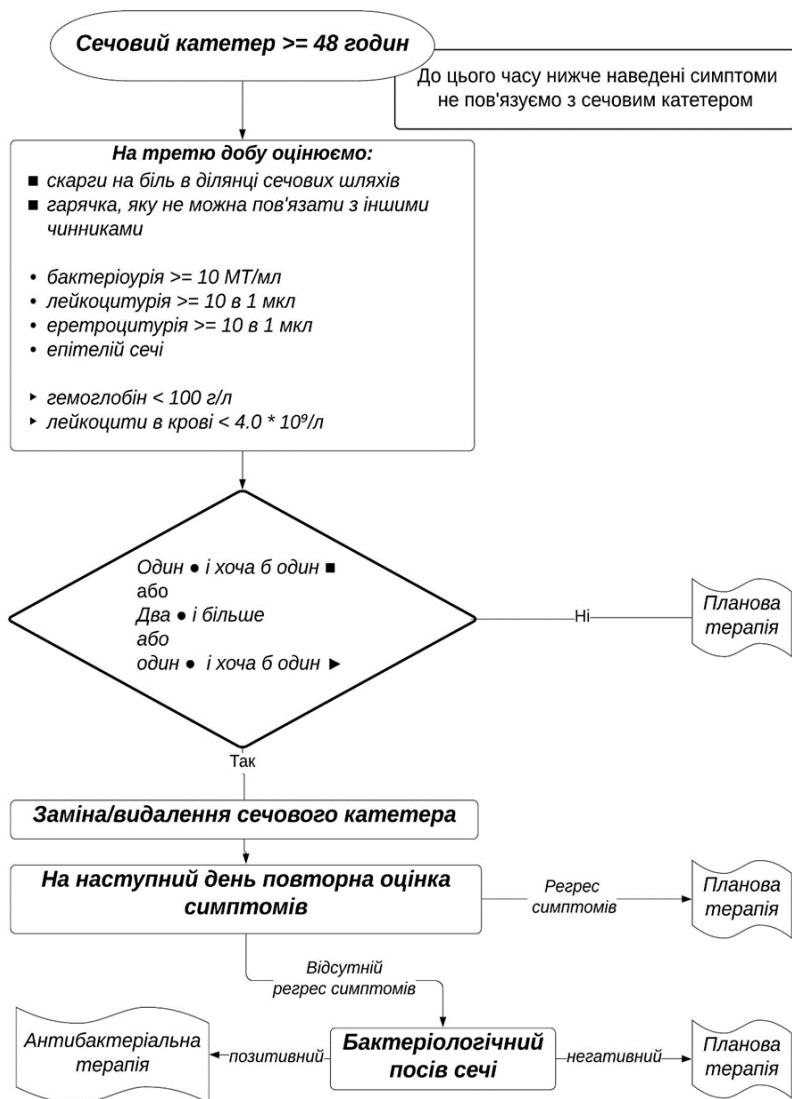 Сечовий катетер >= 48 годин
До цього часу нижче наведені симптоми
не пов'язуємо з сечовим катетером
На третю добу оцінюємо:
■ скарги на біль в ділянці сечових шляхів
■ гарячка, яку не можна пов'язати з іншими
чинниками
• бактеріоурія >= 10 МТ/мл
• лейкоцитурія >= 10 в 1 мкл
• еретроцитурія >= 10 в 1 мкл
• епітелій сечі
▸ гемоглобін < 100 г/л
▸ лейкоцити в крові < 4.0 * 10⁹/л
Один ● і хоча б один ■
або
Два ● і більше
або
один ● і хоча б один ►
Ні
Планова
терапія
Так
Заміна/видалення сечового катетера
На наступний день повторна оцінка
симптомів
Регрес
симптомів
Планова
терапія
Відсутній
регрес симптомів
Антибактеріальна
терапія
позитивний
Бактеріологічний
посів сечі
негативний
Планова
терапія